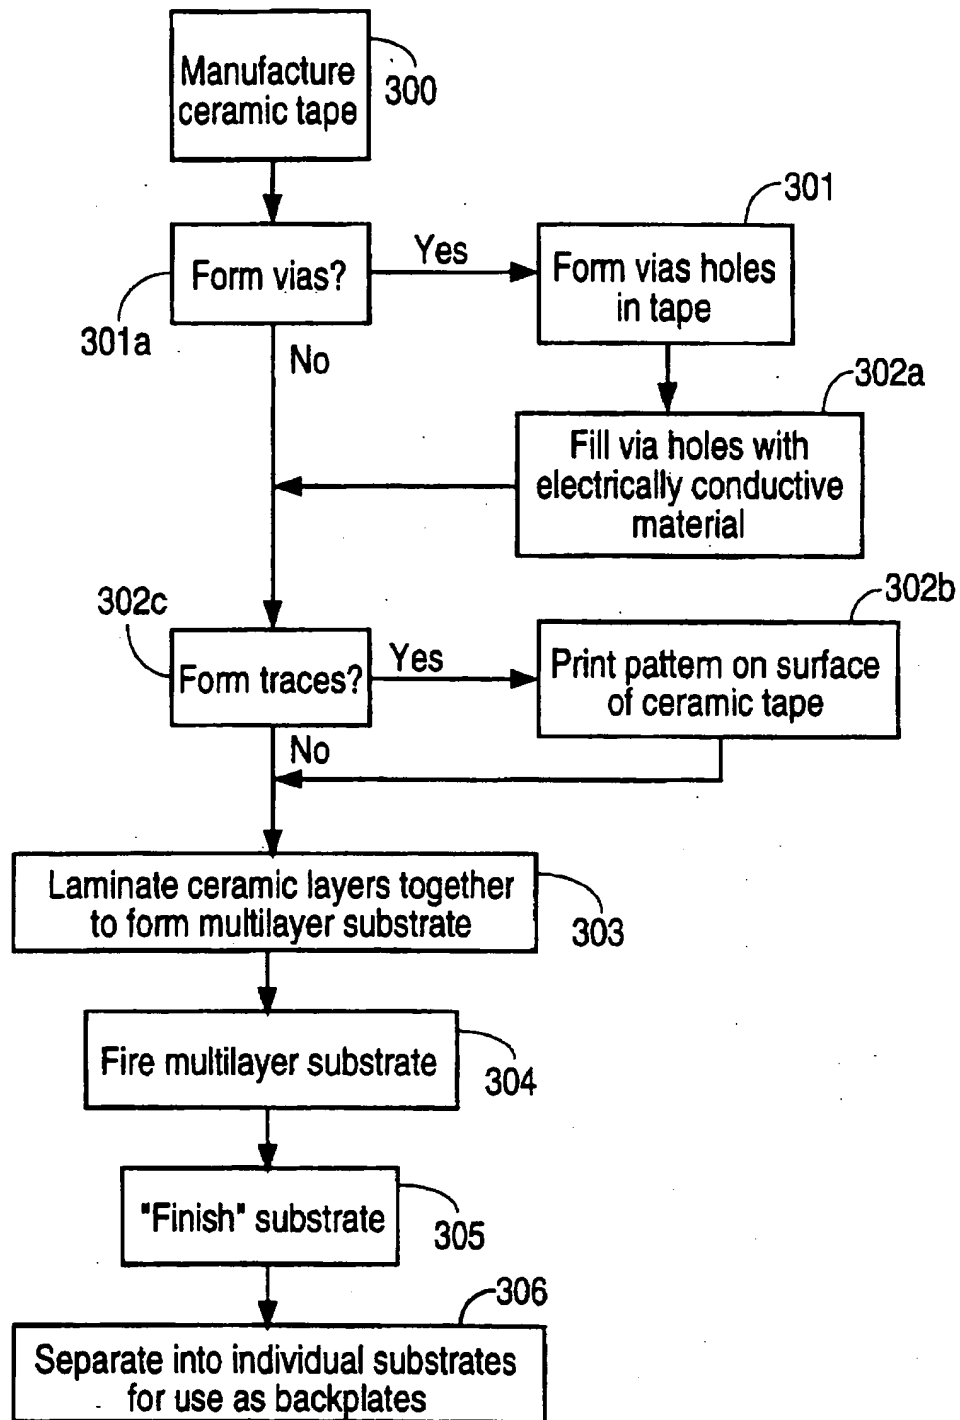 Manufacture
ceramic tape
300
Form vias?
301a
Yes
No
Form vias holes
in tape
301
Fill via holes with
electrically conductive
material
302a
Form traces?
302c
Yes
No
Print pattern on surface
of ceramic tape
302b
Laminate ceramic layers together
to form multilayer substrate
303
Fire multilayer substrate
304
"Finish" substrate
305
Separate into individual substrates
for use as backplates
306